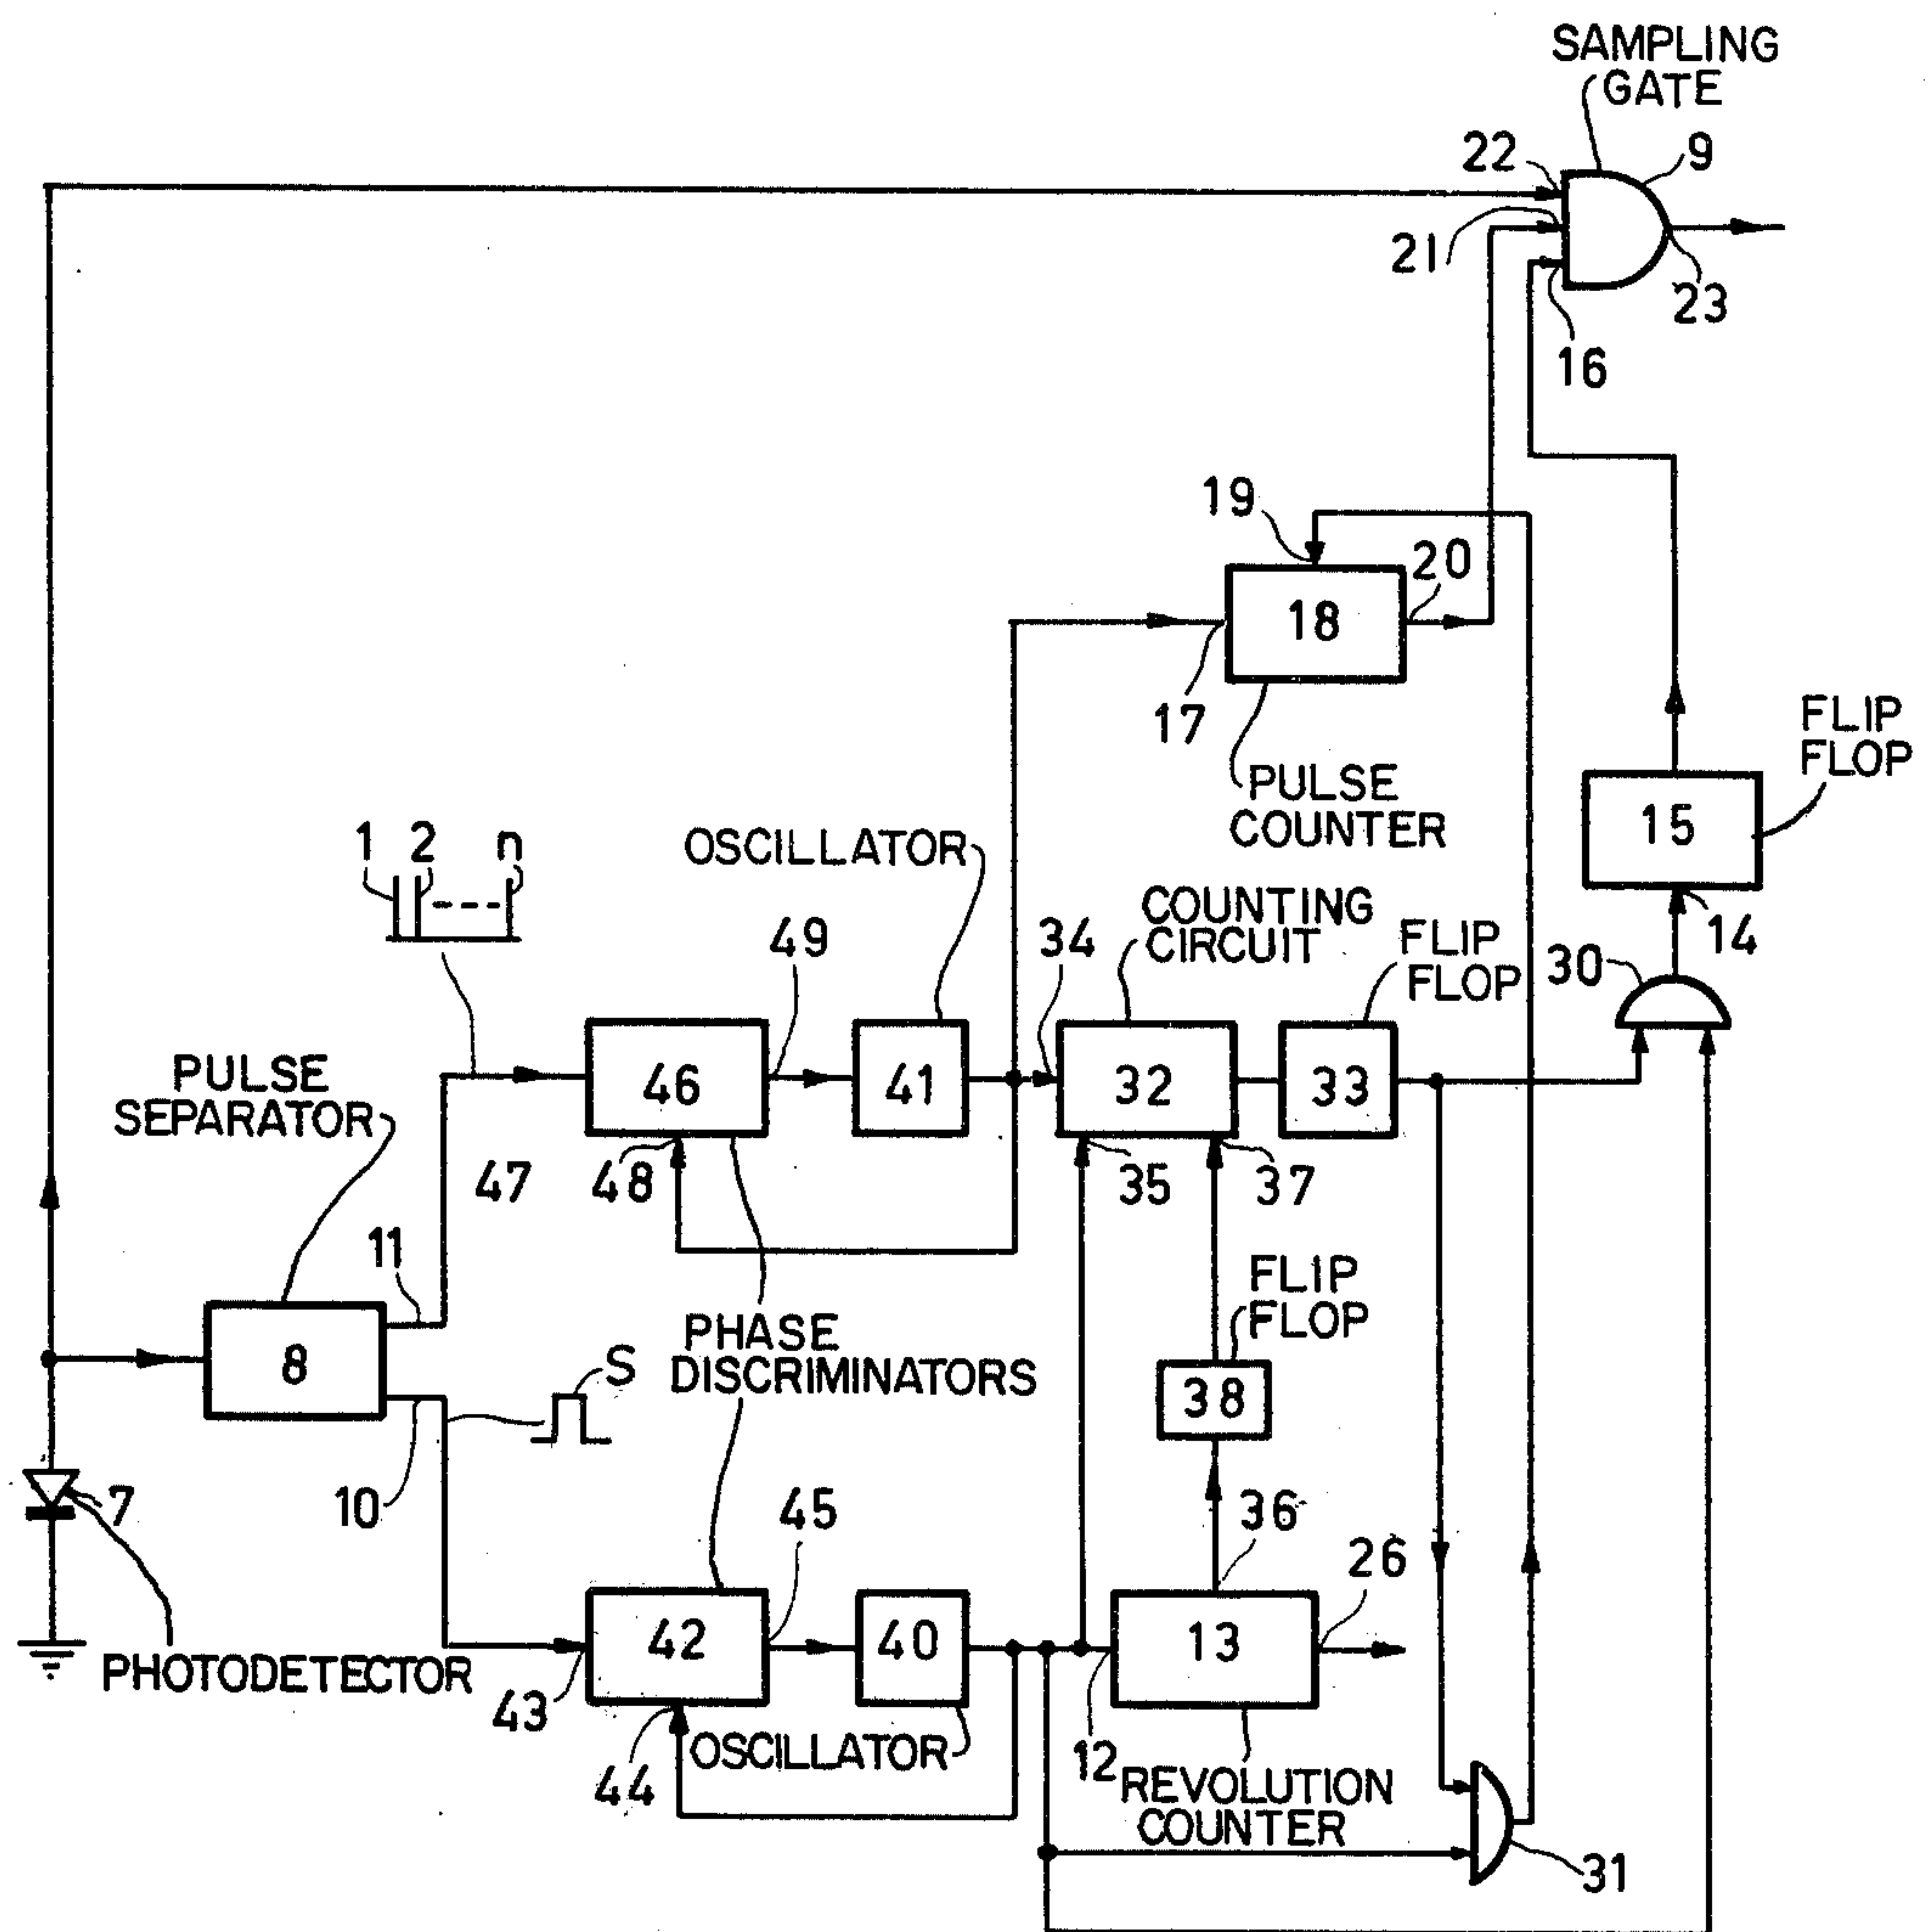 SAMPLING
GATE
22
9
21
23
16
19
20
18
17
PULSE
COUNTER
FLIP
FLOP
15
14
1 2 n
OSCILLATOR
COUNTING
CIRCUIT
49
34
FLIP
FLOP
30
PULSE
SEPARATOR
46
41
32
33
47
48
35
37
11
8
PHASE
DISCRIMINATORS
FLIP
FLOP
S
38
7
10
45
36
26
42
40
13
PHOTODETECTOR
43
44
OSCILLATOR
12
REVOLUTION
COUNTER
31